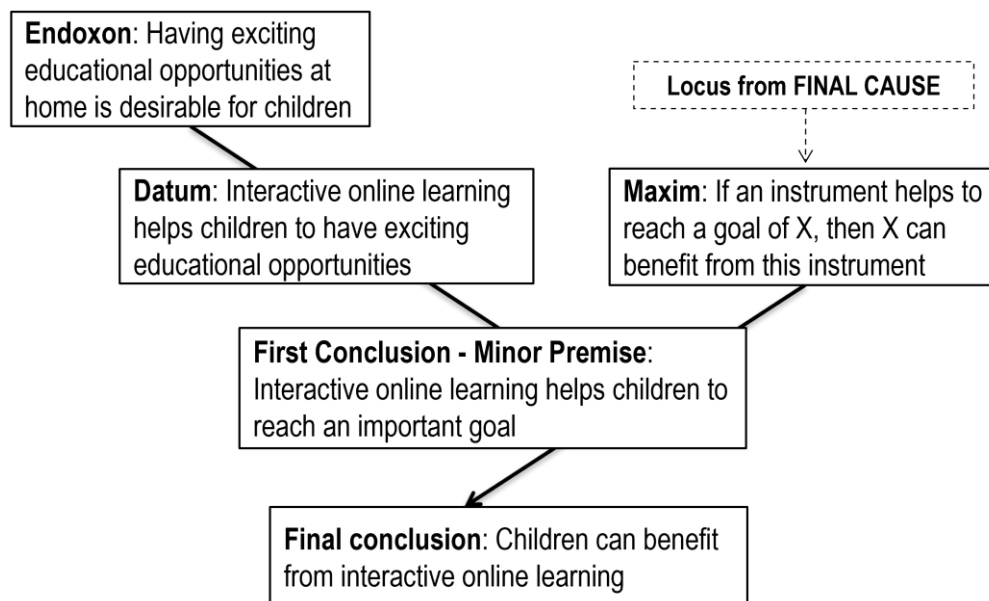 Endoxon: Having exciting
educational opportunities at
home is desirable for children
Locus from FINAL CAUSE
Datum: Interactive online learning
helps children to have exciting
educational opportunities
Maxim: If an instrument helps to
reach a goal of X, then X can
benefit from this instrument
First Conclusion - Minor Premise:
Interactive online learning helps children to
reach an important goal
Final conclusion: Children can benefit
from interactive online learning